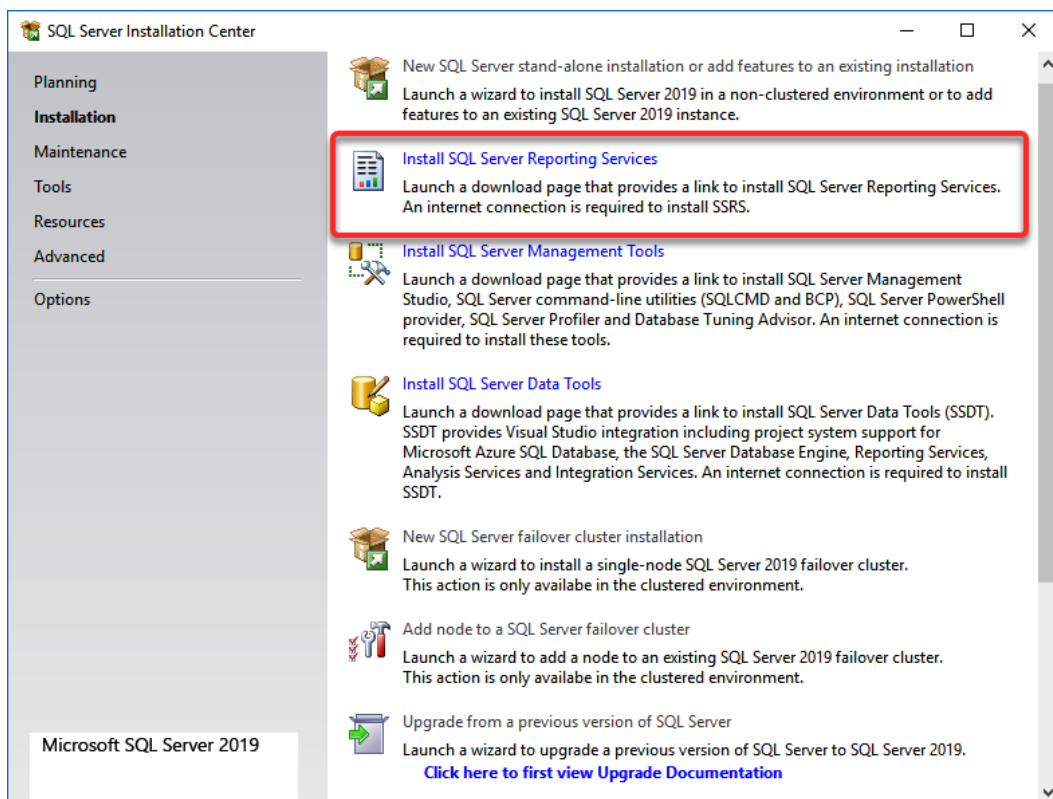 SQL Server Installation Center
Planning
Installation
Maintenance
Tools
Resources
Advanced
Options
Microsoft SQL Server 2019
New SQL Server stand-alone installation or add features to an existing installation
Launch a wizard to install SQL Server 2019 in a non-clustered environment or to add
features to an existing SQL Server 2019 instance.
Install SQL Server Reporting Services
Launch a download page that provides a link to install SQL Server Reporting Services.
An internet connection is required to install SSRS.
Install SQL Server Management Tools
Launch a download page that provides a link to install SQL Server Management
Studio, SQL Server command-line utilities (SQLCMD and BCP), SQL Server PowerShell
provider, SQL Server Profiler and Database Tuning Advisor. An internet connection is
required to install these tools.
Install SQL Server Data Tools
Launch a download page that provides a link to install SQL Server Data Tools (SSDT).
SSDT provides Visual Studio integration including project system support for
Microsoft Azure SQL Database, the SQL Server Database Engine, Reporting Services,
Analysis Services and Integration Services. An internet connection is required to install
SSDT.
New SQL Server failover cluster installation
Launch a wizard to install a single-node SQL Server 2019 failover cluster.
This action is only availabe in the clustered environment.
Add node to a SQL Server failover cluster
Launch a wizard to add a node to an existing SQL Server 2019 failover cluster.
This action is only availabe in the clustered environment.
Upgrade from a previous version of SQL Server
Launch a wizard to upgrade a previous version of SQL Server to SQL Server 2019.
Click here to first view Upgrade Documentation